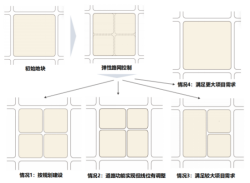 初始地块
弹性路网控制
情况4：满足更大项目需求
情况1：按规划建设
情况2：道路功能实现但线位有调整
情况3：满足较大项目需求